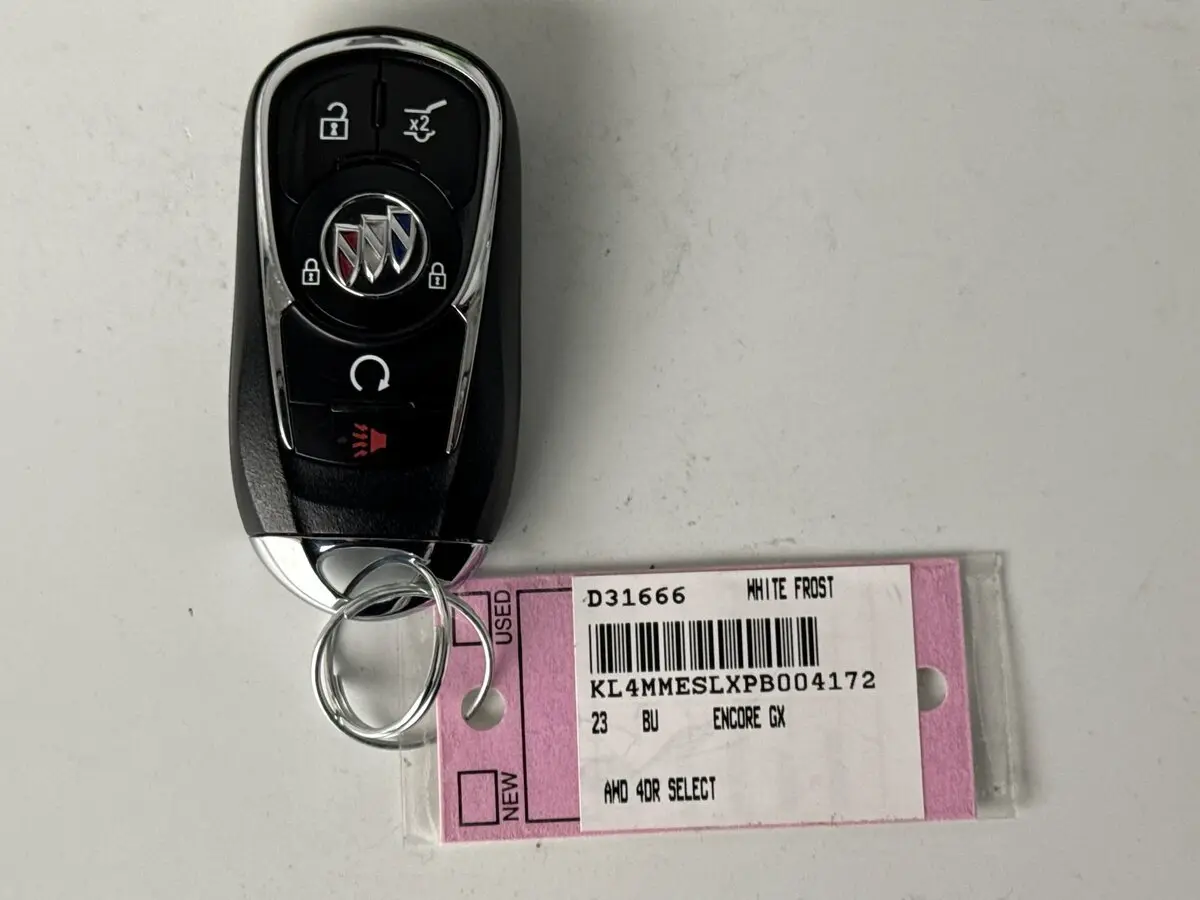 x2
D31666 WHITE FROST
KL4MMESLXPB004172
23 BU ENCORE GX
AWD 4DR SELECT
USED
NEW